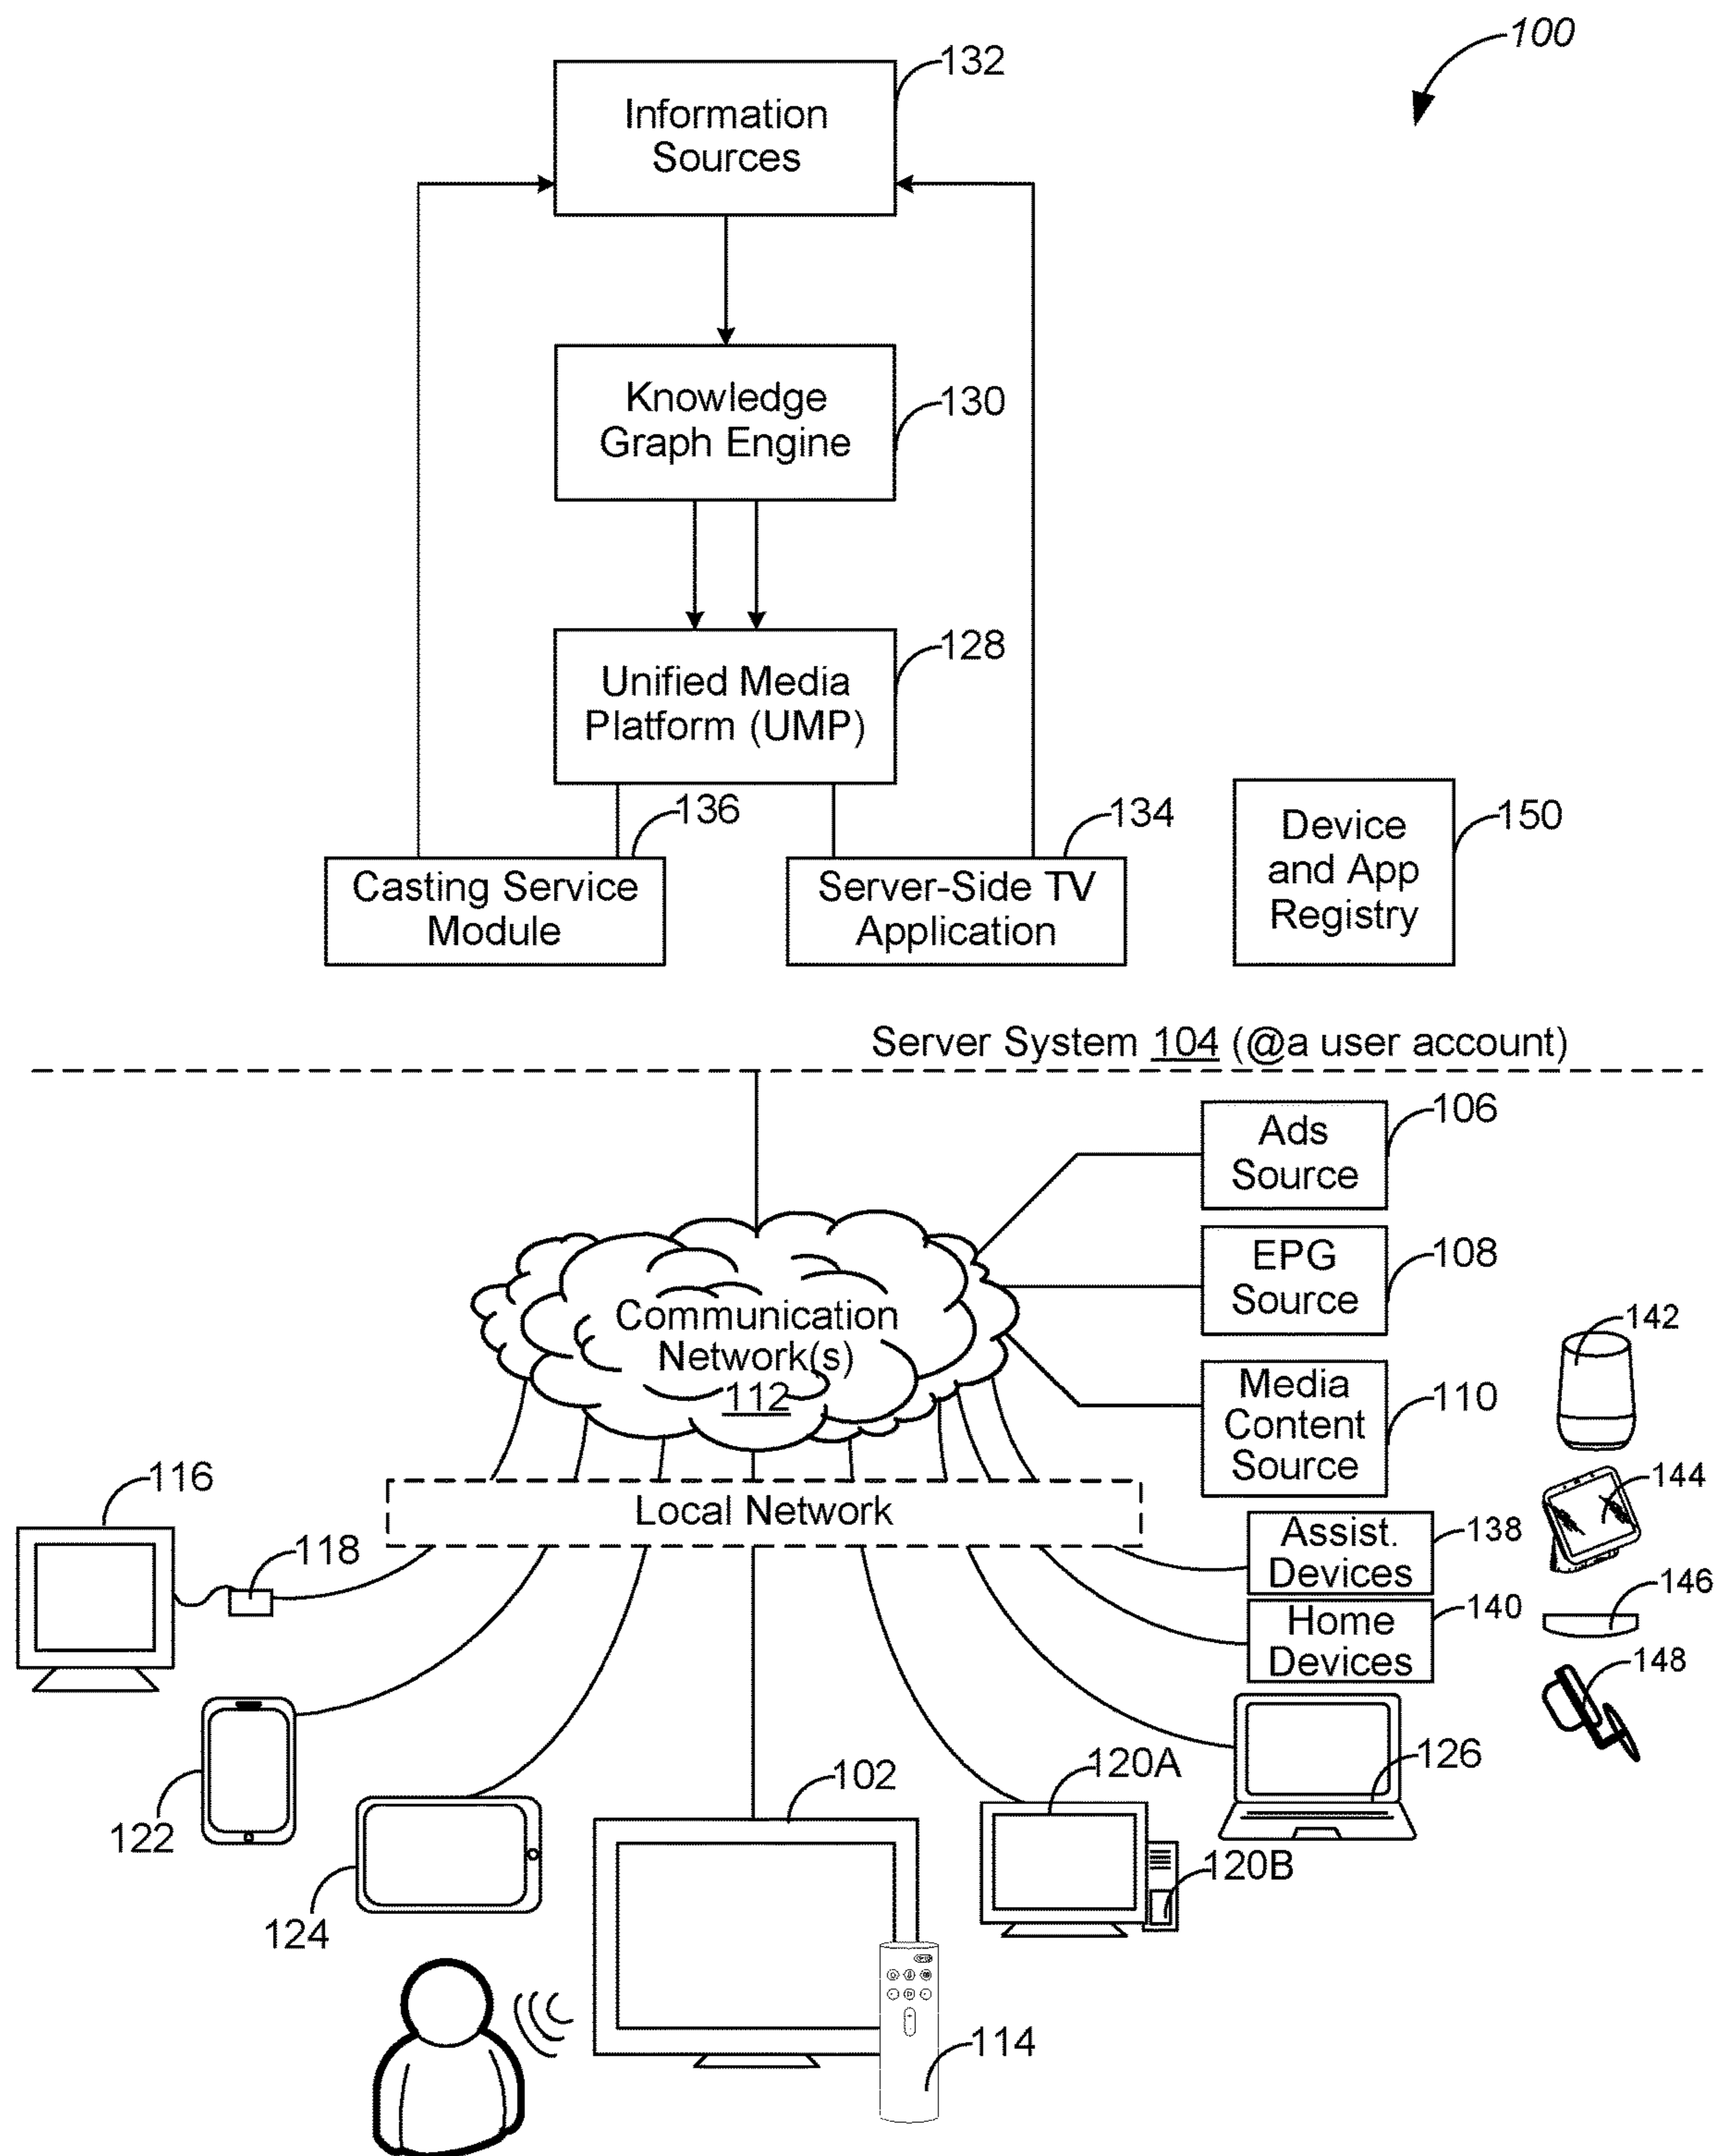 100
132
Information
Sources
Knowledge
Graph Engine
130
128
Unified Media
Platform (UMP)
136
134
Casting Service
Module
Server-Side TV
Application
Device
and App
Registry
150
Server System 104 (@a user account)
Ads
Source
106
EPG
Source
108
Media
Content
Source
110
Communication
Network(s)
112
142
144
146
148
Local Network
116
118
Assist.
Devices
138
Home
Devices
140
122
124
102
120A
120B
126
114